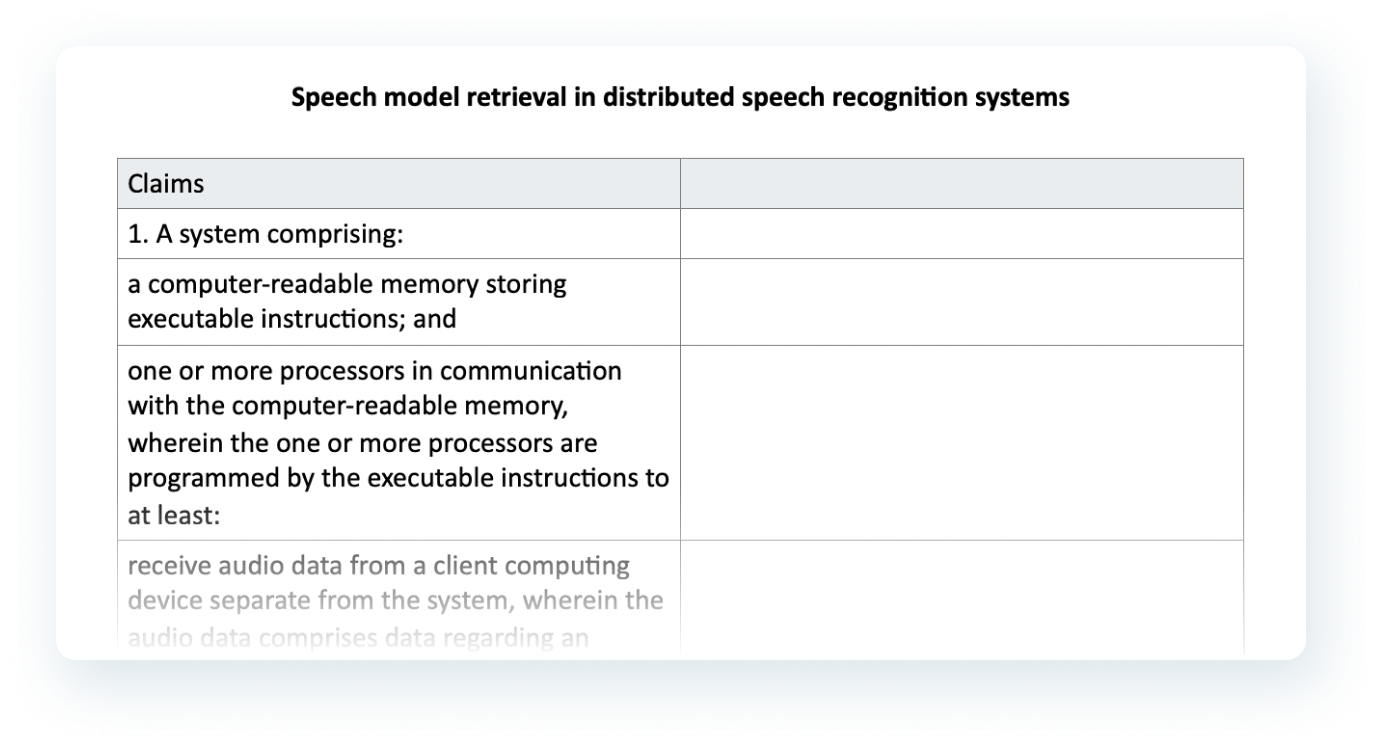 Speech model retrieval in distributed speech recognition systems
Claims
1. A system comprising:
a computer-readable memory storing
executable instructions; and
one or more processors in communication
with the computer-readable memory,
wherein the one or more processors are
programmed by the executable instructions to
at least:
receive audio data from a client computing
device separate from the system, wherein the
audio data comprises data regarding an